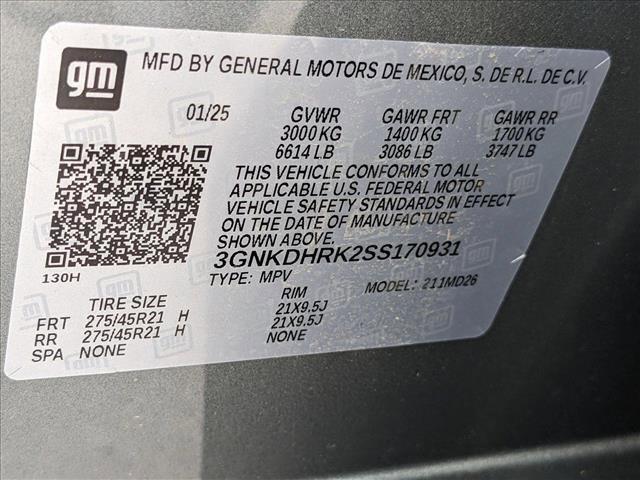 gm
MFD BY GENERAL MOTORS DE MEXICO, S. DE R.L. DE C.V.
01/25 GVWR GAWR FRT GAWR RR
3000 KG 1400 KG 1700 KG
6614 LB 3086 LB 3747 LB
THIS VEHICLE CONFORMS TO ALL
APPLICABLE U.S. FEDERAL MOTOR
VEHICLE SAFETY STANDARDS IN EFFECT
ON THE DATE OF MANUFACTURE
SHOWN ABOVE.
3GNKDHRK2SS170931
130H TYPE: MPV MODEL: 211MD26
TIRE SIZE RIM
FRT 275/45R21 H 21X9.5J
RR 275/45R21 H 21X9.5J
SPA NONE NONE